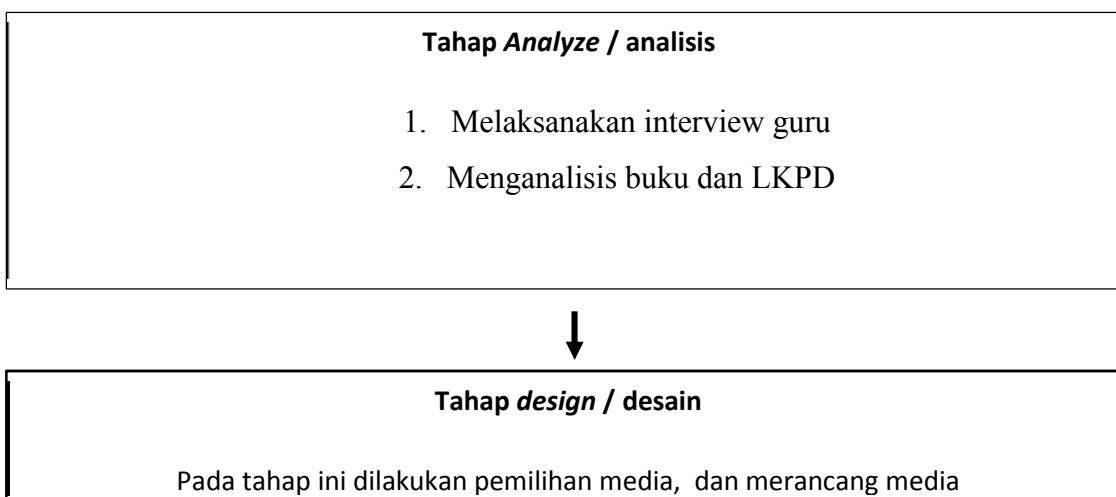 Tahap Analyze / analisis
1. Melaksanakan interview guru
2. Menganalisis buku dan LKPD
Tahap design / desain
Pada tahap ini dilakukan pemilihan media, dan merancang media